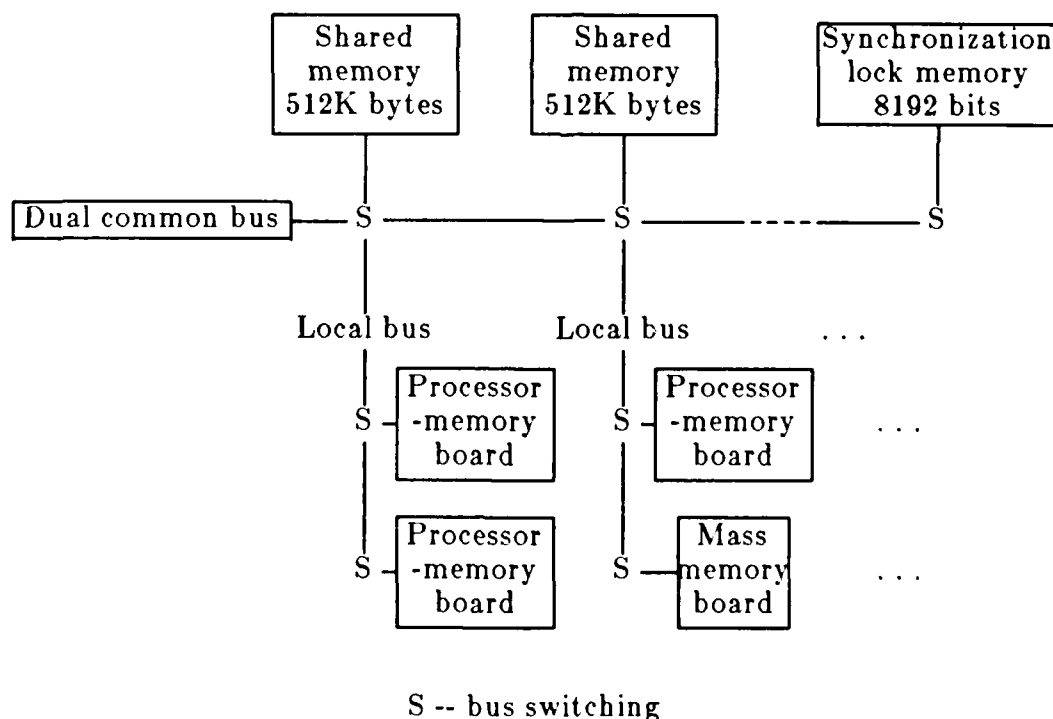 Shared
memory
512K bytes
Shared
memory
512K bytes
Synchronization
lock memory
8192 bits
Dual common bus
S
S
S
Local bus
Local bus
. . .
S
Processor
-memory
board
S
Processor
-memory
board
. . .
S
Processor
-memory
board
S
Mass
memory
board
. . .
S -- bus switching